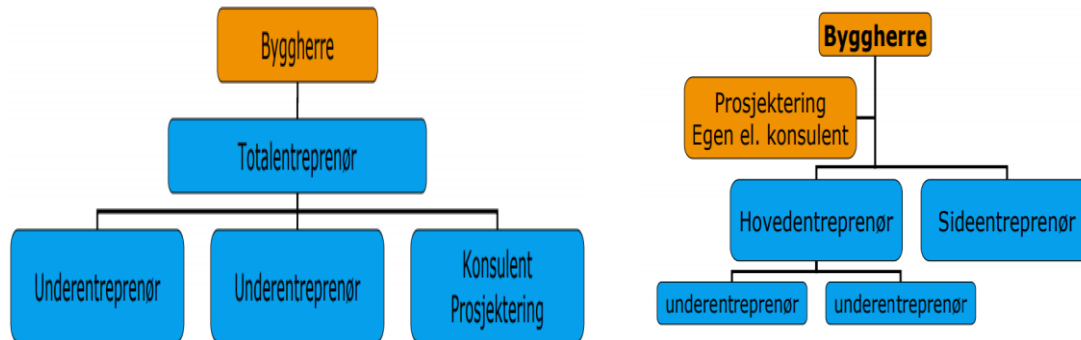 Byggherre
Totalentreprenør
Underentreprenør
Underentreprenør
Konsulent
Prosjektering
Byggherre
Prosjektering
Egen el. konsulent
Hovedentreprenør
Sideentreprenør
underentreprenør
underentreprenør